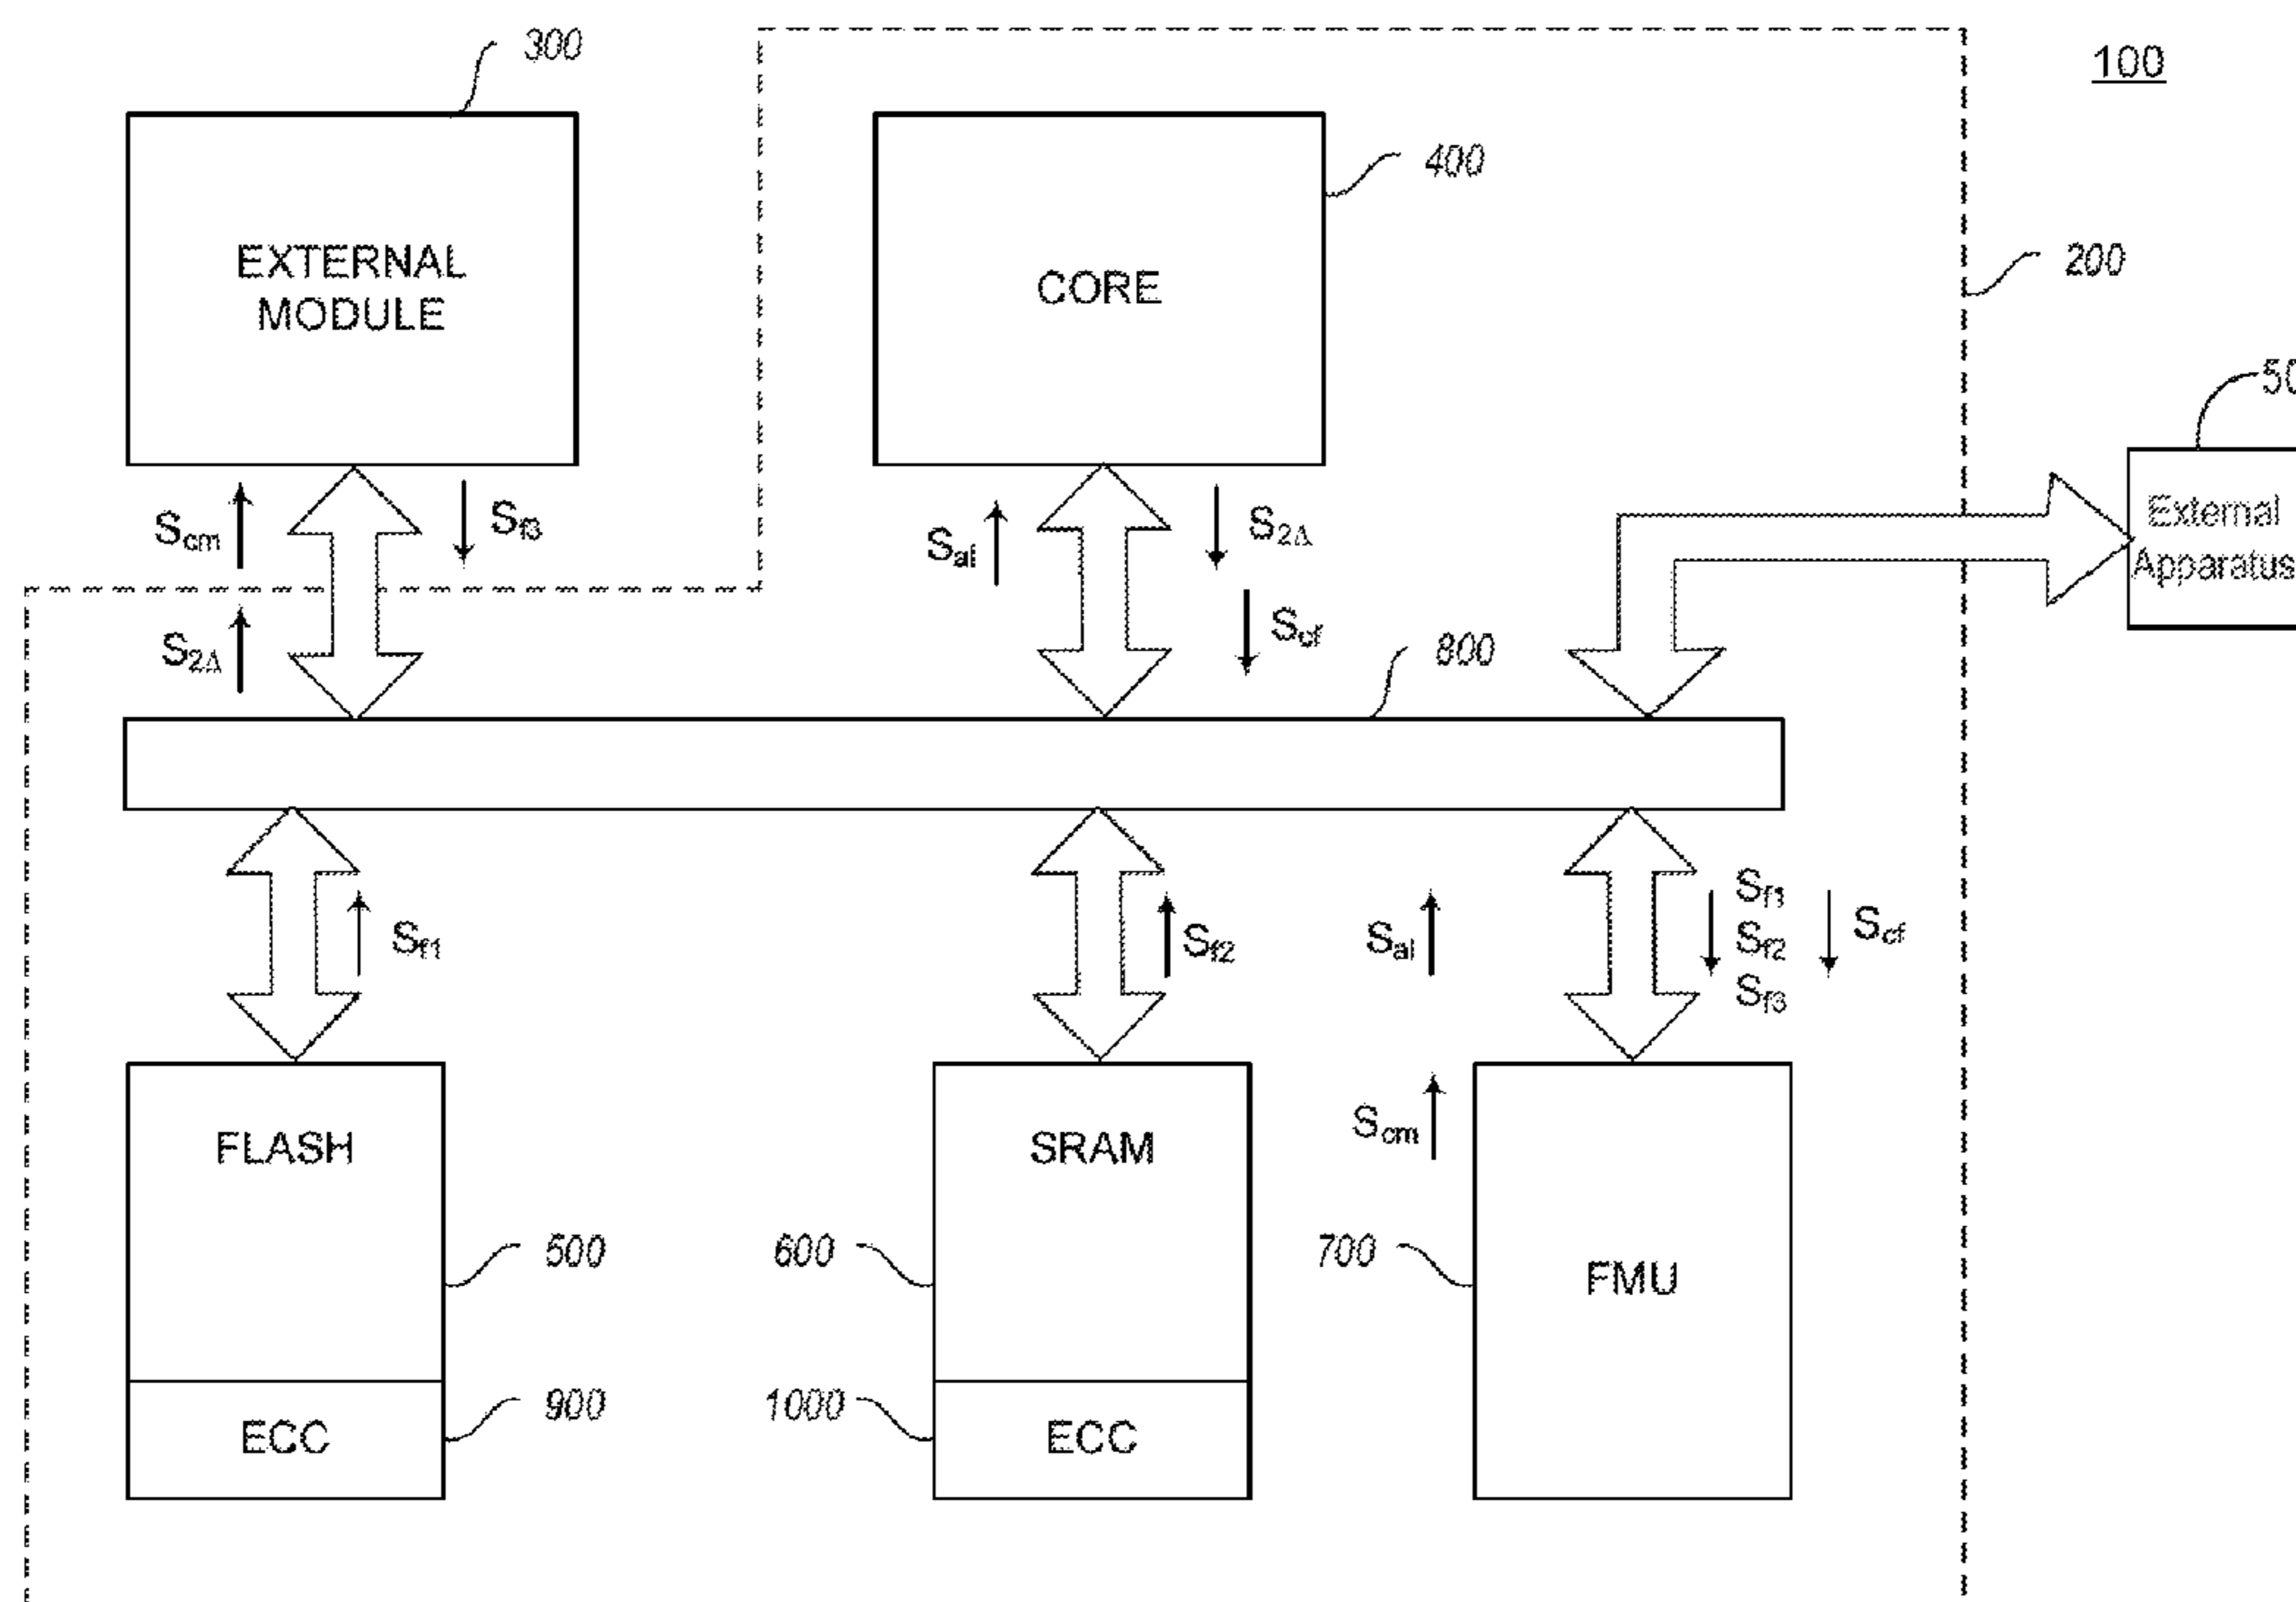 300
100
400
EXTERNAL
MODULE
CORE
200
Scm
Sf3
Sal
S2Δ
External
Apparatus
S2Δ
Scf
800
Sf1
Sf2
Sal
Sf1
Sf2
Sf3
Scf
FLASH
SRAM
Scm
500
600
700
FMU
ECC
900
1000
ECC